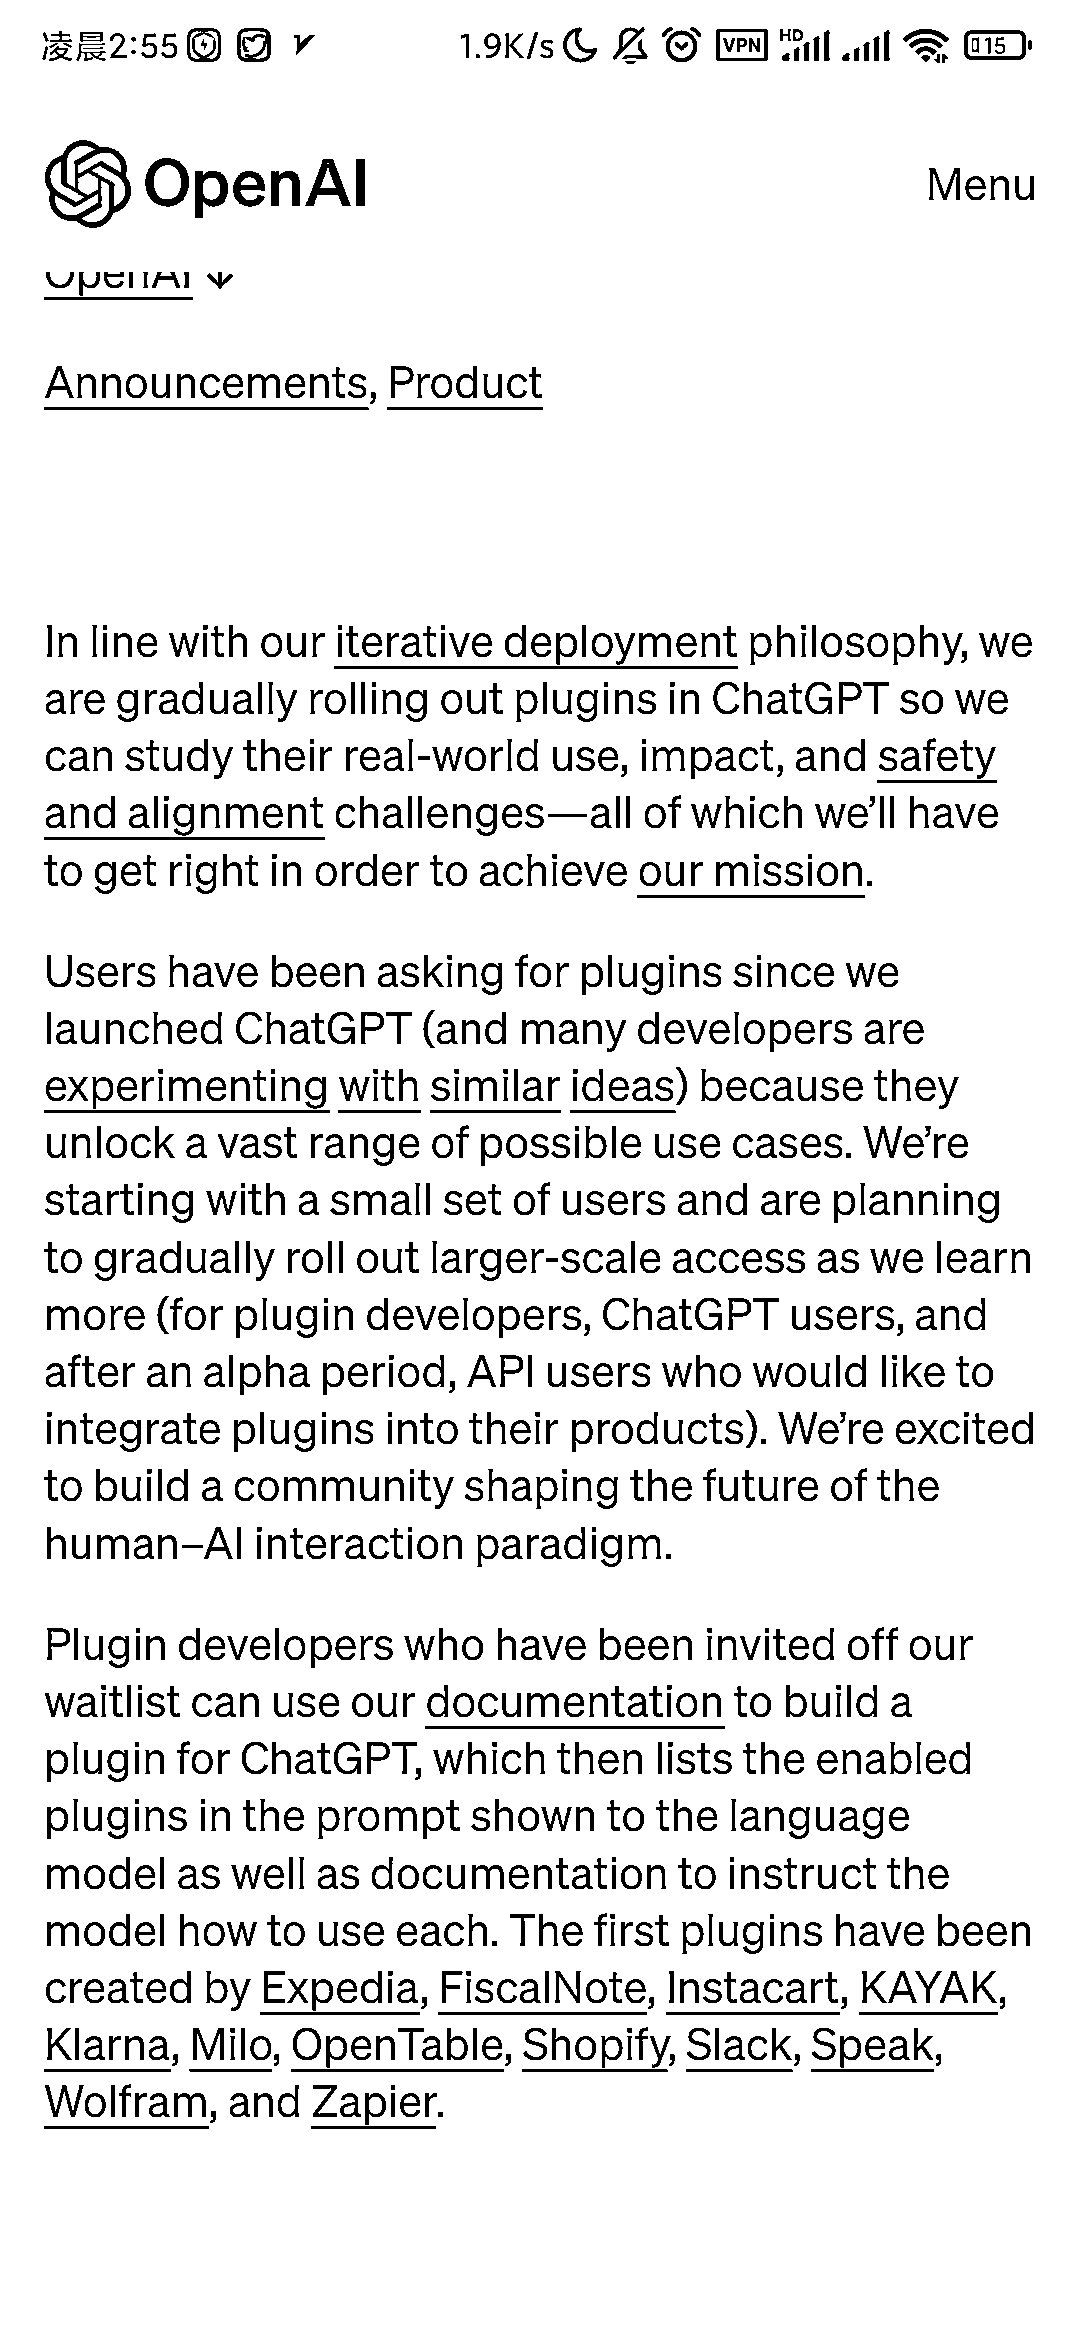 凌晨2:55 1.9K/s VPN HD 15
OpenAI Menu
OpenAI ↓
Announcements, Product
In line with our iterative deployment philosophy, we
are gradually rolling out plugins in ChatGPT so we
can study their real-world use, impact, and safety
and alignment challenges—all of which we’ll have
to get right in order to achieve our mission.
Users have been asking for plugins since we
launched ChatGPT (and many developers are
experimenting with similar ideas) because they
unlock a vast range of possible use cases. We’re
starting with a small set of users and are planning
to gradually roll out larger-scale access as we learn
more (for plugin developers, ChatGPT users, and
after an alpha period, API users who would like to
integrate plugins into their products). We’re excited
to build a community shaping the future of the
human–AI interaction paradigm.
Plugin developers who have been invited off our
waitlist can use our documentation to build a
plugin for ChatGPT, which then lists the enabled
plugins in the prompt shown to the language
model as well as documentation to instruct the
model how to use each. The first plugins have been
created by Expedia, FiscalNote, Instacart, KAYAK,
Klarna, Milo, OpenTable, Shopify, Slack, Speak,
Wolfram, and Zapier.